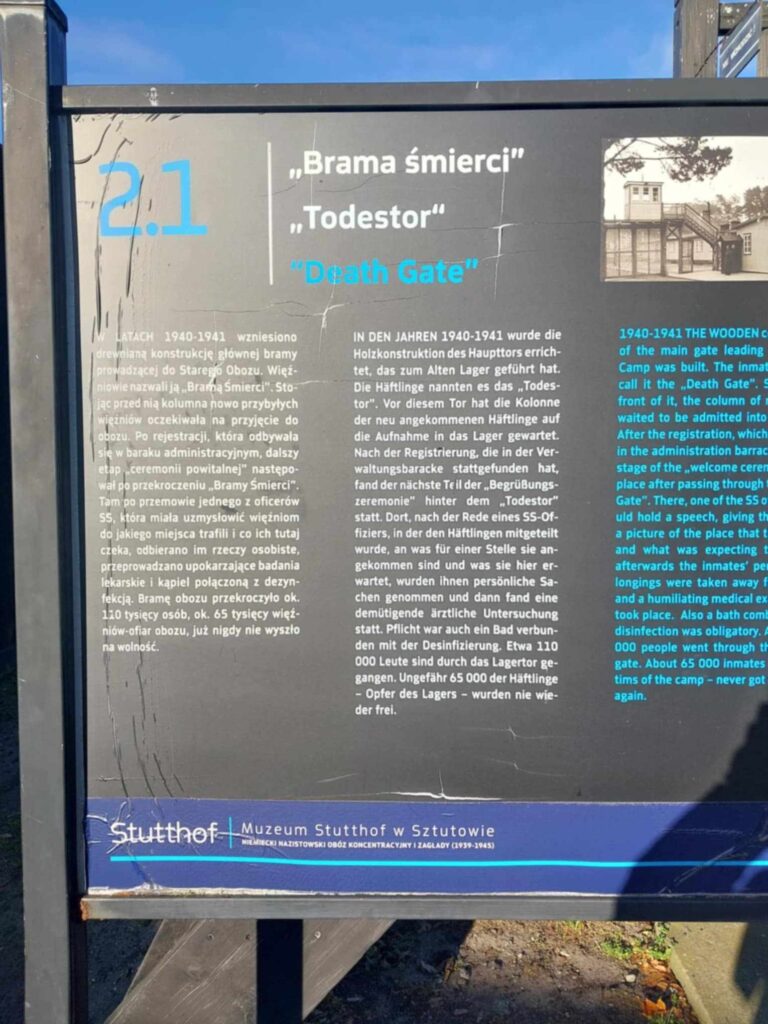 2.1
„Brama śmierci”
„Todestor“
“Death Gate”
W LATACH 1940-1941 wzniesiono
drewnianą konstrukcję głównej bramy
prowadzącej do Starego Obozu. Więź-
niowie nazwali ją „Bramą Śmierci”. Sto-
jąc przed nią kolumna nowo przybyłych
więźniów oczekiwała na przyjęcie do
obozu. Po rejestracji, która odbywała
się w baraku administracyjnym, dalszy
etap „ceremonii powitalnej” następo-
wał po przekroczeniu „Bramy Śmierci”.
Tam po przemowie jednego z oficerów
SS, która miała uzmysłowić więźniom
do jakiego miejsca trafili i co ich tutaj
czeka, odbierano im rzeczy osobiste,
przeprowadzano upokarzające badania
lekarskie i kąpiel połączoną z dezyn-
fekcją. Bramę obozu przekroczyło ok.
110 tysięcy osób, ok. 65 tysięcy więź-
niów-ofiar obozu, już nigdy nie wyszło
na wolność.
IN DEN JAHREN 1940-1941 wurde die
Holzkonstruktion des Haupttors errich-
tet, das zum Alten Lager geführt hat.
Die Häftlinge nannten es das „Todes-
tor”. Vor diesem Tor hat die Kolonne
der neu angekommenen Häftlinge auf
die Aufnahme in das Lager gewartet.
Nach der Registrierung, die in der Ver-
waltungsbaracke stattgefunden hat,
fand der nächste Teil der „Begrüßungs-
zeremonie” hinter dem „Todestor”
statt. Dort, nach der Rede eines SS-Of-
fiziers, in der den Häftlingen mitgeteilt
wurde, an was für einer Stelle sie an-
gekommen sind und was sie hier er-
wartet, wurden ihnen persönliche Sa-
chen genommen und dann fand eine
demütigende ärztliche Untersuchung
statt. Pflicht war auch ein Bad verbun-
den mit der Desinfizierung. Etwa 110
000 Leute sind durch das Lagertor ge-
gangen. Ungefähr 65 000 der Häftlinge
– Opfer des Lagers – wurden nie wie-
der frei.
1940-1941 THE WOODEN
of the main gate leading
Camp was built. The
call it the „Death Gate”.
front of it, the column of
waited to be admitted into
After the registration, which
in the administration
stage of the „welcome
place after passing through
Gate”. There, one of the SS
uld hold a speech, giving
a picture of the place that
and what was expecting
afterwards the inmates’
longings were taken away
and a humiliating medical
took place. Also a bath
disinfection was obligatory.
000 people went through
gate. About 65 000 inmates
tims of the camp – never got
again.
Stutthof
Muzeum Stutthof w Sztutowie
NIEMIECKI NAZISTOWSKI OBÓZ KONCENTRACYJNY I ZAGŁADY (1939-1945)